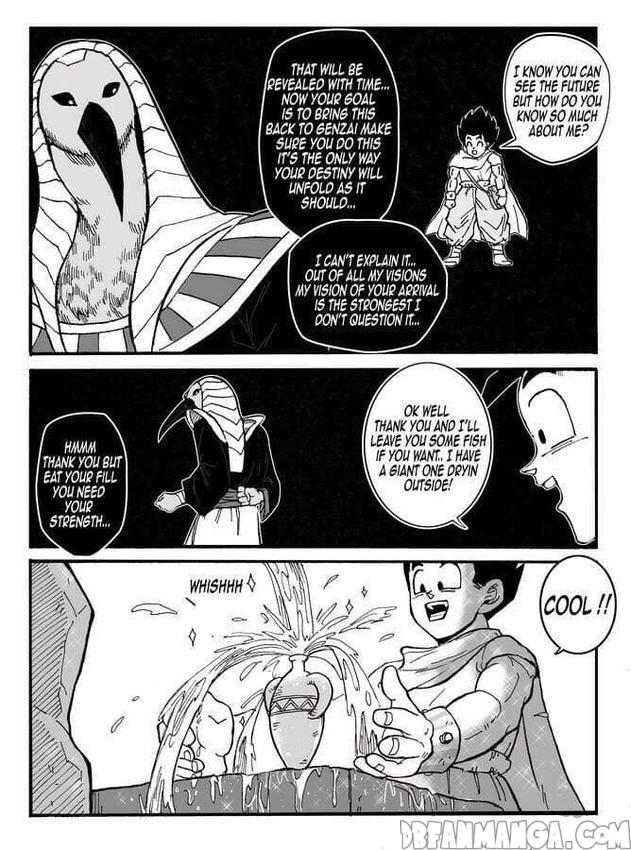 I KNOW YOU CAN
SEE THE FUTURE
BUT HOW DO YOU
KNOW SO MUCH
ABOUT ME?
THAT WILL BE
REVEALED WITH TIME...
NOW YOUR GOAL
IS TO BRING THIS
BACK TO GENZAI MAKE
SURE YOU DO THIS
IT'S THE ONLY WAY
YOUR DESTINY WILL
UNFOLD AS IT
SHOULD...
I CAN'T EXPLAIN IT...
OUT OF ALL MY VISIONS
MY VISION OF YOUR ARRIVAL
IS THE STRONGEST I
DON'T QUESTION IT...
OK WELL
THANK YOU AND I'LL
LEAVE YOU SOME FISH
IF YOU WANT.. I HAVE
A GIANT ONE DRYIN
OUTSIDE!
HMMM
THANK YOU BUT
EAT YOUR FILL
YOU NEED
YOUR
STRENGTH...
COOL !!
WHISHHH
DBFANMANGA.COM